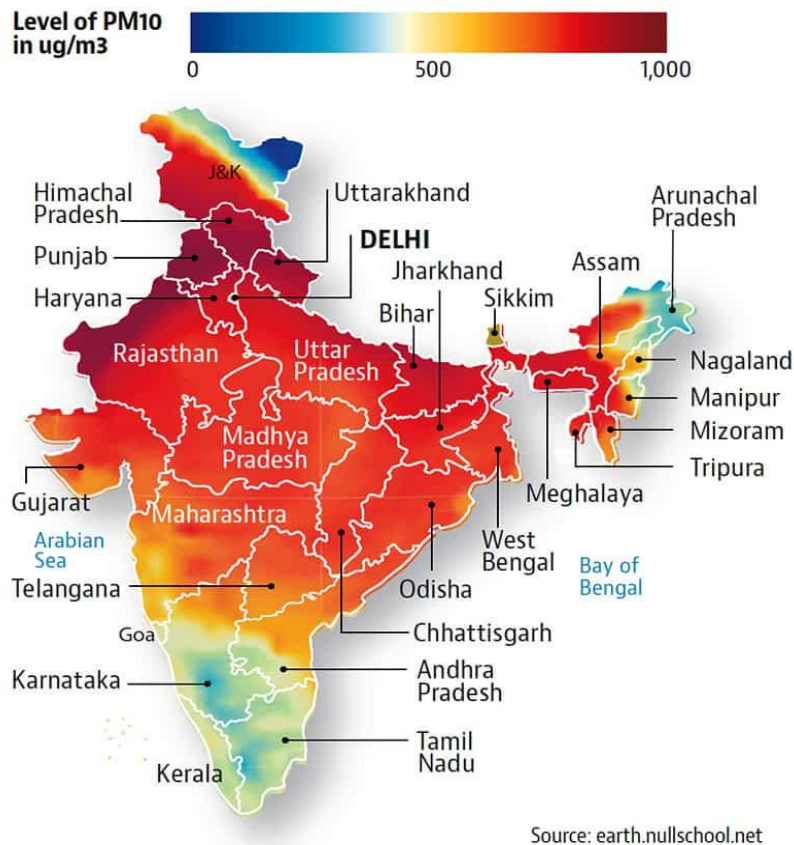 Level of PM10
in ug/m3
0
500
1,000
J&K
Himachal
Pradesh
Uttarakhand
Arunachal
Pradesh
Punjab
DELHI
Jharkhand
Assam
Haryana
Bihar
Sikkim
Rajasthan
Uttar
Pradesh
Nagaland
Manipur
Madhya
Pradesh
Mizoram
Tripura
Gujarat
Meghalaya
Maharashtra
Arabian
Sea
West
Bengal
Bay of
Bengal
Telangana
Odisha
Goa
Chhattisgarh
Karnataka
Andhra
Pradesh
Tamil
Nadu
Kerala
Source: earth.nullschool.net